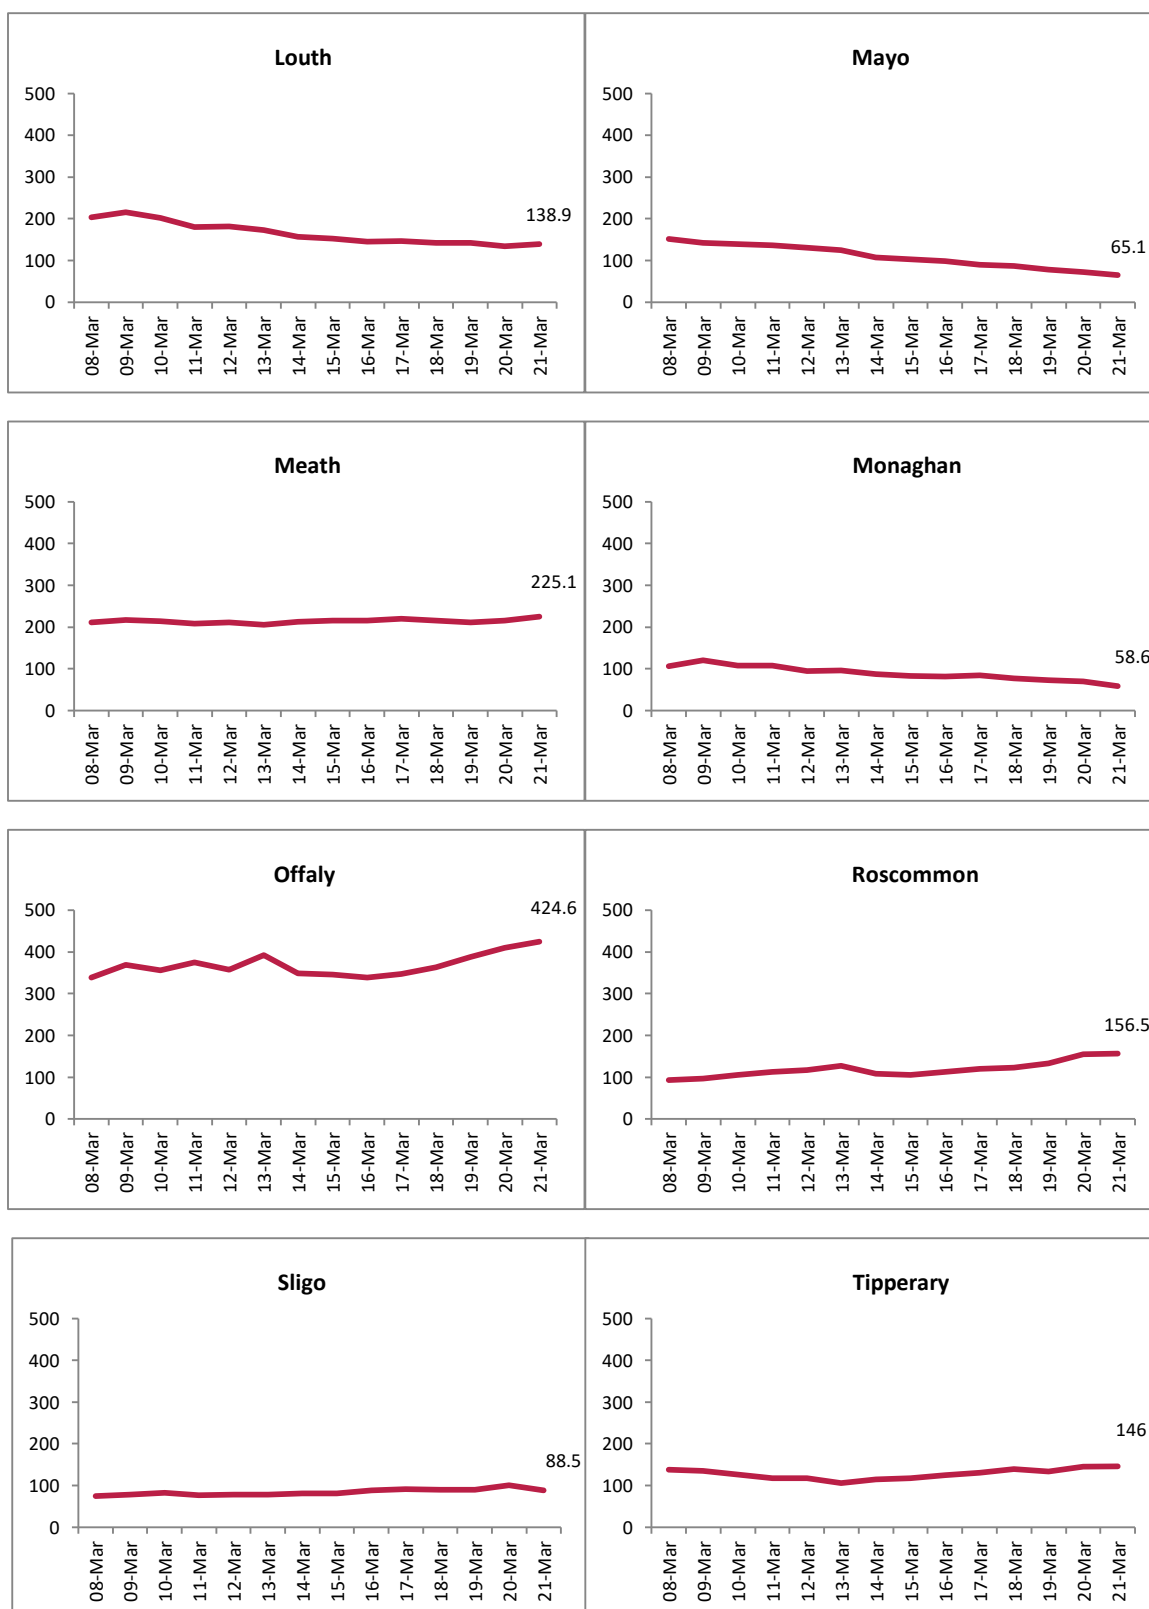 Louth
500
400
300
200
100
0
138.9
08-Mar
09-Mar
10-Mar
11-Mar
12-Mar
13-Mar
14-Mar
15-Mar
16-Mar
17-Mar
18-Mar
19-Mar
20-Mar
21-Mar
Mayo
500
400
300
200
100
0
65.1
08-Mar
09-Mar
10-Mar
11-Mar
12-Mar
13-Mar
14-Mar
15-Mar
16-Mar
17-Mar
18-Mar
19-Mar
20-Mar
21-Mar
Meath
500
400
300
200
100
0
225.1
08-Mar
09-Mar
10-Mar
11-Mar
12-Mar
13-Mar
14-Mar
15-Mar
16-Mar
17-Mar
18-Mar
19-Mar
20-Mar
21-Mar
Monaghan
500
400
300
200
100
0
58.6
08-Mar
09-Mar
10-Mar
11-Mar
12-Mar
13-Mar
14-Mar
15-Mar
16-Mar
17-Mar
18-Mar
19-Mar
20-Mar
21-Mar
Offaly
500
400
300
200
100
0
424.6
08-Mar
09-Mar
10-Mar
11-Mar
12-Mar
13-Mar
14-Mar
15-Mar
16-Mar
17-Mar
18-Mar
19-Mar
20-Mar
21-Mar
Roscommon
500
400
300
200
100
0
156.5
08-Mar
09-Mar
10-Mar
11-Mar
12-Mar
13-Mar
14-Mar
15-Mar
16-Mar
17-Mar
18-Mar
19-Mar
20-Mar
21-Mar
Sligo
500
400
300
200
100
0
88.5
08-Mar
09-Mar
10-Mar
11-Mar
12-Mar
13-Mar
14-Mar
15-Mar
16-Mar
17-Mar
18-Mar
19-Mar
20-Mar
21-Mar
Tipperary
500
400
300
200
100
0
146
08-Mar
09-Mar
10-Mar
11-Mar
12-Mar
13-Mar
14-Mar
15-Mar
16-Mar
17-Mar
18-Mar
19-Mar
20-Mar
21-Mar